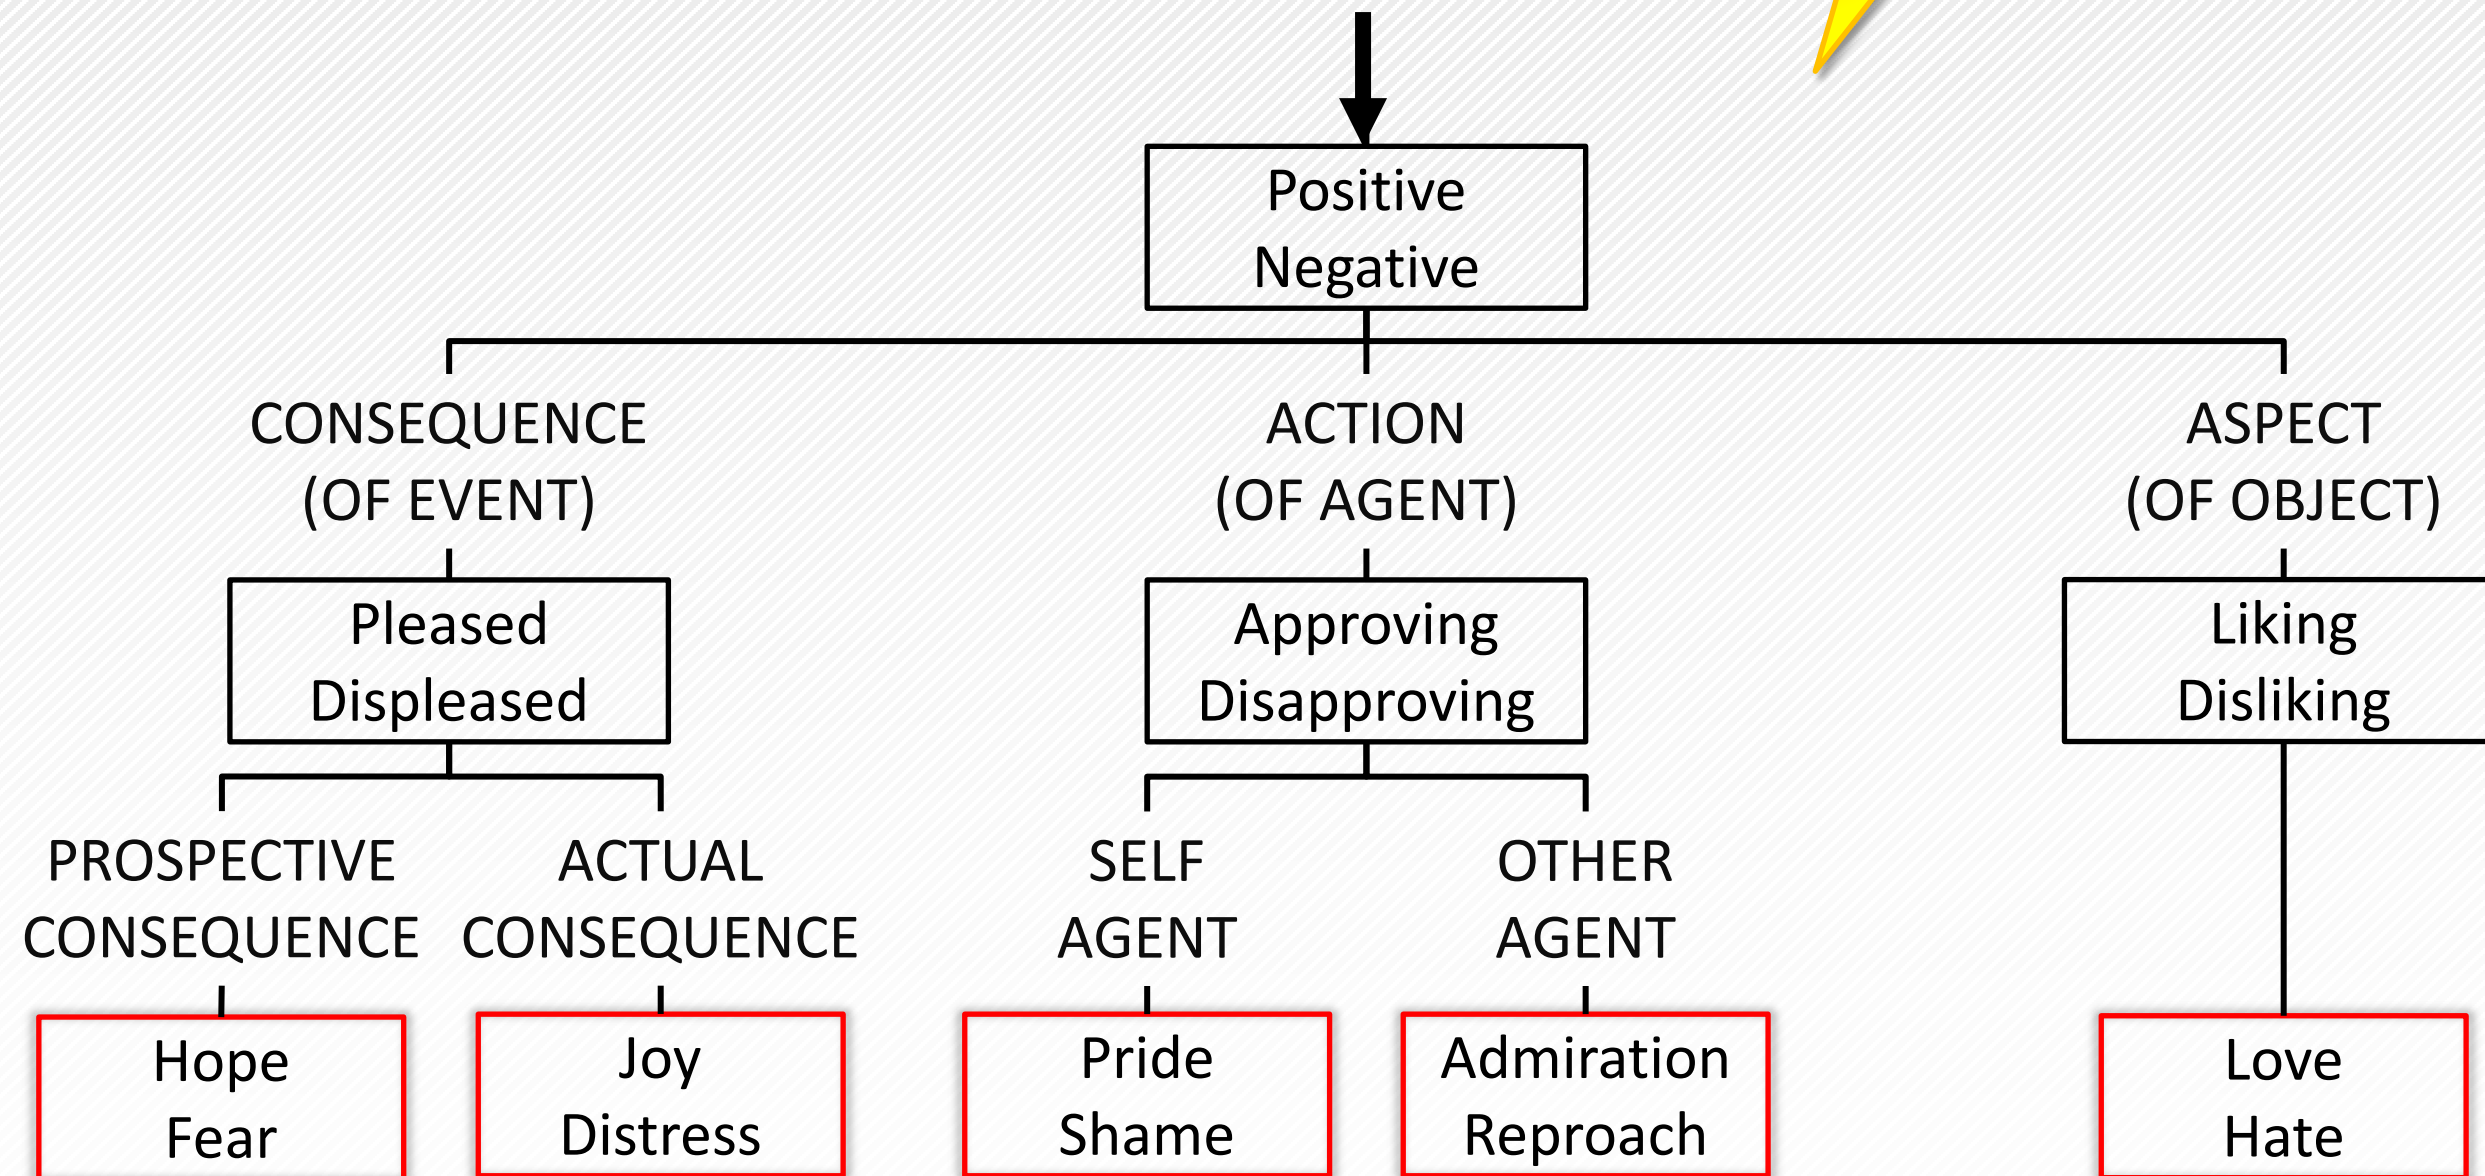 Positive
Negative
CONSEQUENCE
(OF EVENT)
ACTION
(OF AGENT)
ASPECT
(OF OBJECT)
Pleased
Displeased
Approving
Disapproving
Liking
Disliking
PROSPECTIVE
CONSEQUENCE
ACTUAL
CONSEQUENCE
SELF
AGENT
OTHER
AGENT
Hope
Fear
Joy
Distress
Pride
Shame
Admiration
Reproach
Love
Hate